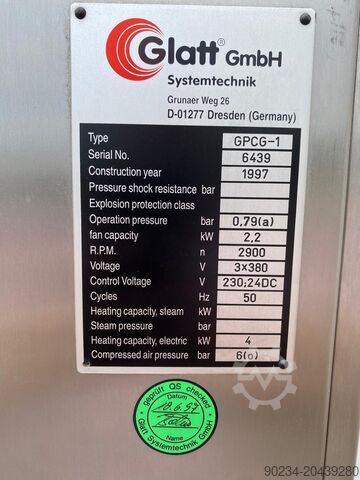 Glatt® GmbH
Systemtechnik
Grunaer Weg 26
D-01277 Dresden (Germany)
Type GPCG-1
Serial No. 6439
Construction year 1997
Pressure shock resistance bar
Explosion protection class
Operation pressure bar 0,79(a)
fan capacity kW 2,2
R.P.M. n 2900
Voltage V 3×380
Control Voltage V 230;24DC
Cycles Hz 50
Heating capacity, steam kW
Steam pressure bar
Heating capacity, electric kW 4
Compressed air pressure bar 6(o)
geprüft QS checked
Datum
18.6.97
Name
Glatt Systemtechnik GmbH
90234-20439280